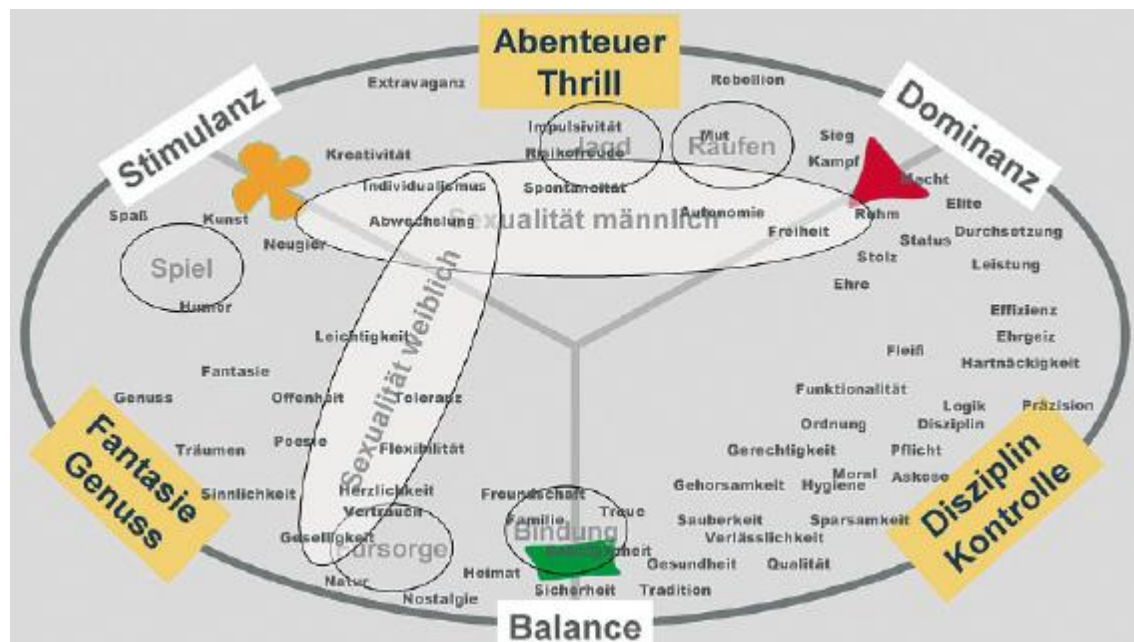 Abenteuer
Thrill
Extravaganz
Rebellion
Stimulanz
Dominanz
Impulsivität
Jagd
Mut
Raufen
Sieg
Kreativität
Risikofreude
Kampf
Individualismus
Spontaneität
Macht
Spaß
Kunst
Abwechslung
Sexualität männlich
Autonomie
Ruhm
Elite
Neugier
Freiheit
Status
Durchsetzung
Spiel
Stolz
Leistung
Ehre
Humor
Effizienz
Leichtigkeit
Sexualität weiblich
Ehrgeiz
Fleiß
Hartnäckigkeit
Fantasie
Genuss
Offenheit
Toleranz
Funktionalität
Logik
Präzision
Ordnung
Disziplin
Fantasie
Genuss
Träumen
Poesie
Flexibilität
Gerechtigkeit
Pflicht
Moral
Askese
Sinnlichkeit
Herzlichkeit
Freundschaft
Gehorsamkeit
Hygiene
Disziplin
Kontrolle
Vertrauen
Familie
Treue
Sauberkeit
Sparsamkeit
Geselligkeit
Fürsorge
Bindung
Verlässlichkeit
Natur
Heimat
Gesundheit
Qualität
Nostalgie
Sicherheit
Tradition
Balance